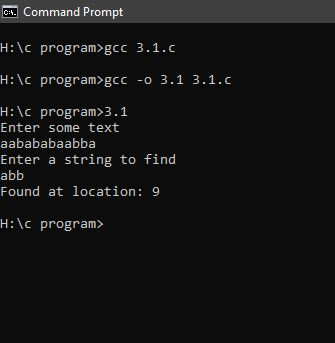 Command Prompt
H:\c program>gcc 3.1.c
H:\c program>gcc -o 3.1 3.1.c
H:\c program>3.1
Enter some text
aabababaabba
Enter a string to find
abb
Found at location: 9
H:\c program>